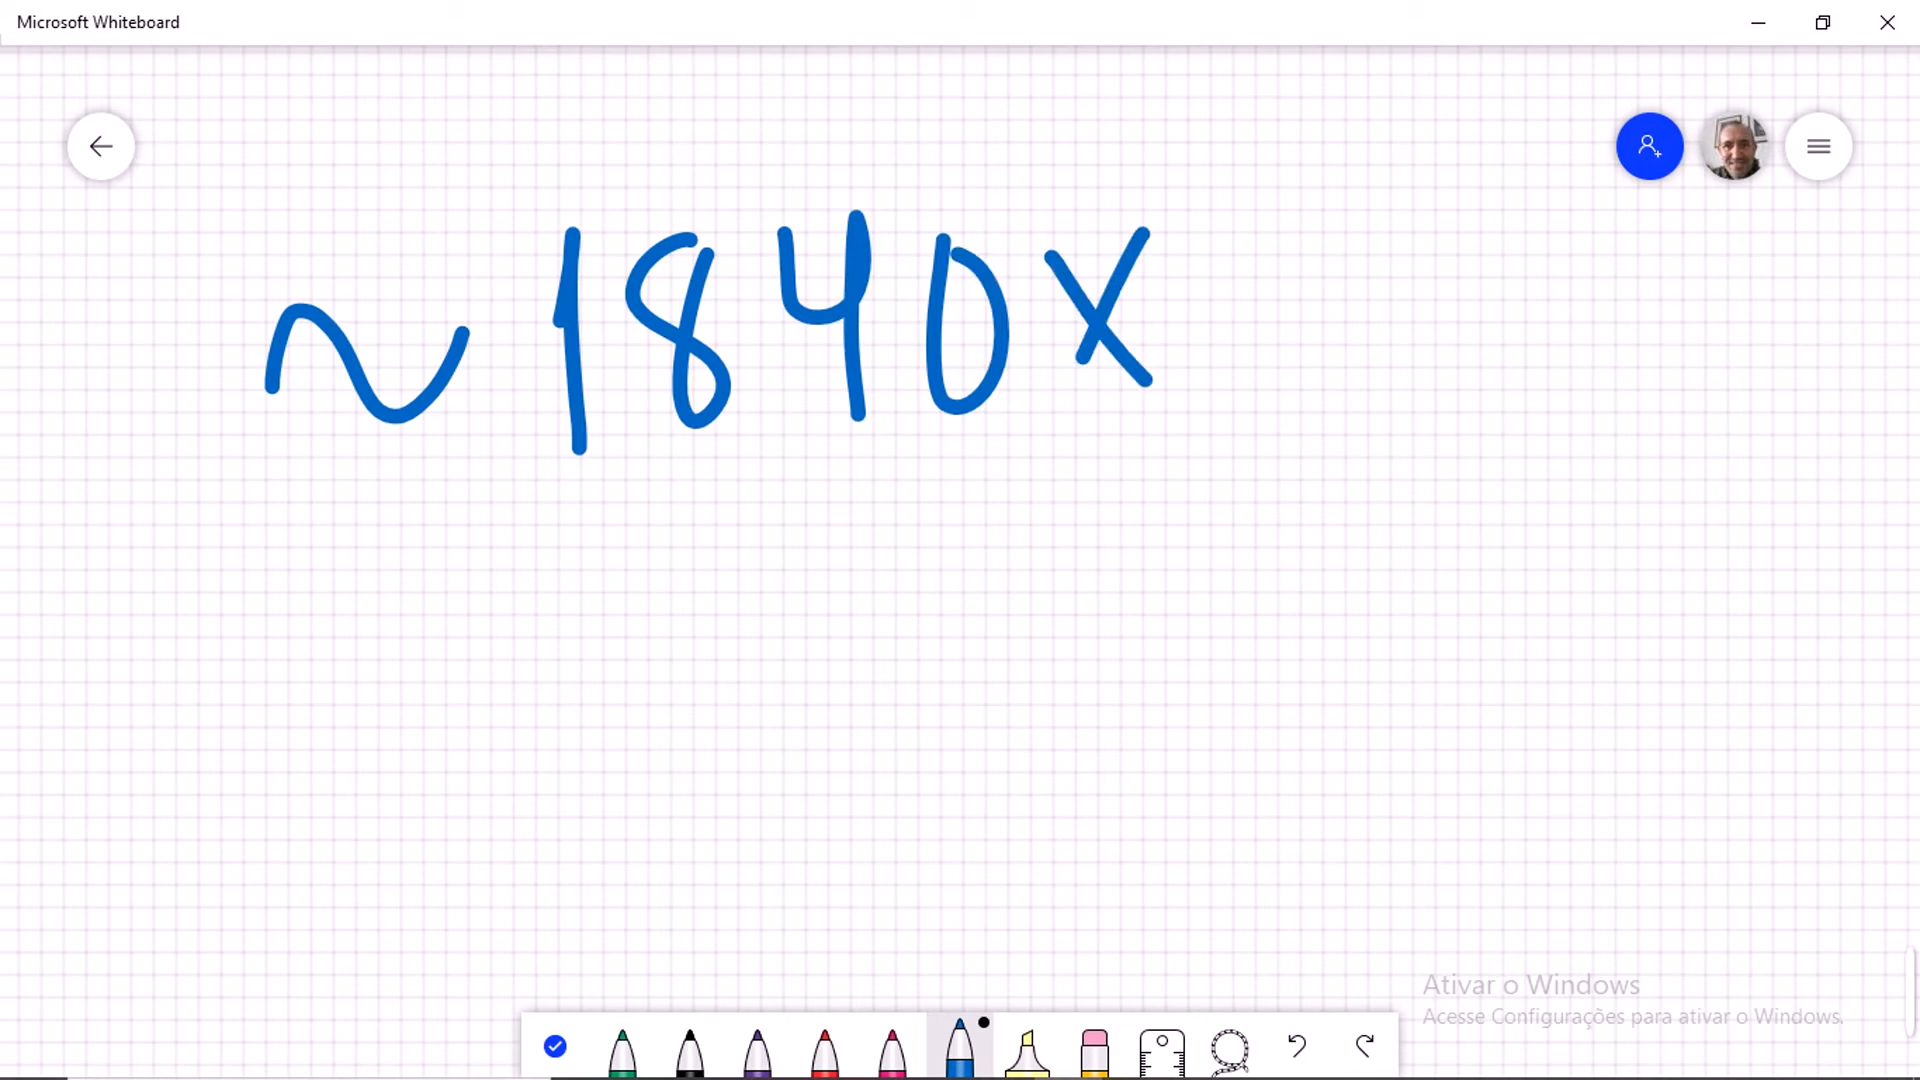 Microsoft Whiteboard
~ 1840X
Ativar o Windows
Acesse Configurações para ativar o Windows.